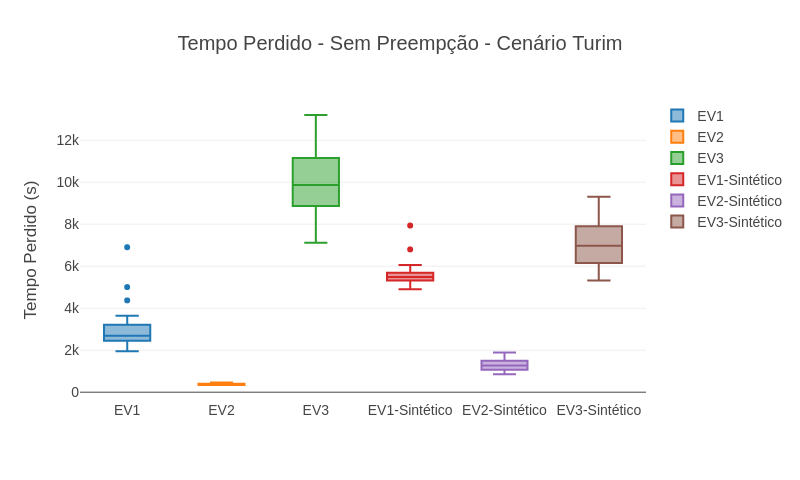 Tempo Perdido - Sem Preempção - Cenário Turim
Tempo Perdido (s)
12k
10k
8k
6k
4k
2k
0
EV1
EV2
EV3
EV1-Sintético
EV2-Sintético
EV3-Sintético
EV1
EV2
EV3
EV1-Sintético
EV2-Sintético
EV3-Sintético